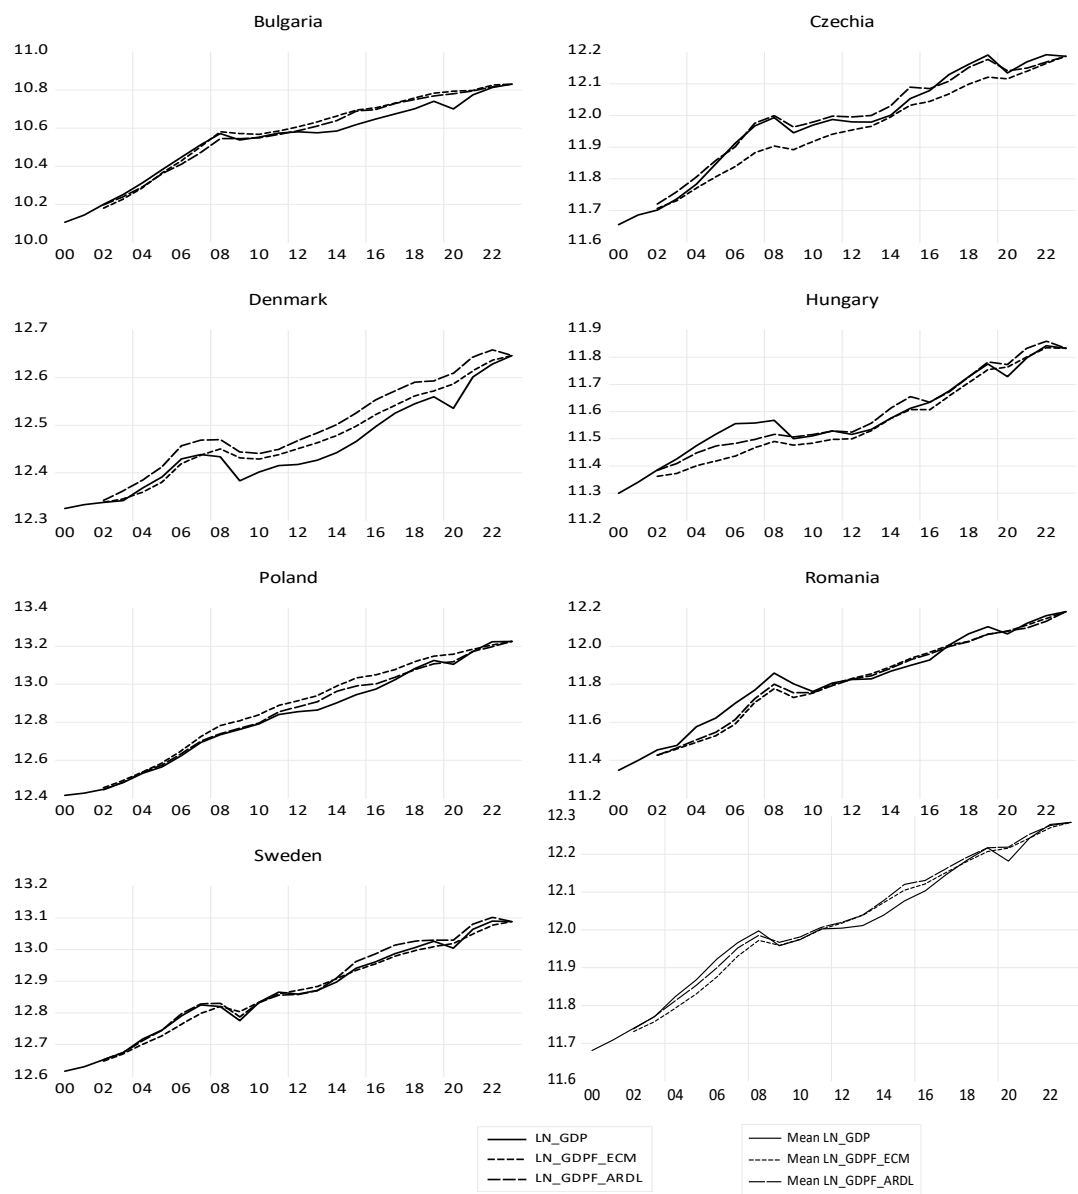 Bulgaria
11.0
10.8
10.6
10.4
10.2
10.0
00 02 04 06 08 10 12 14 16 18 20 22
Czechia
12.2
12.1
12.0
11.9
11.8
11.7
11.6
00 02 04 06 08 10 12 14 16 18 20 22
Denmark
12.7
12.6
12.5
12.4
12.3
00 02 04 06 08 10 12 14 16 18 20 22
Hungary
11.9
11.8
11.7
11.6
11.5
11.4
11.3
11.2
00 02 04 06 08 10 12 14 16 18 20 22
Poland
13.4
13.2
13.0
12.8
12.6
12.4
00 02 04 06 08 10 12 14 16 18 20 22
Romania
12.2
12.0
11.8
11.6
11.4
11.2
00 02 04 06 08 10 12 14 16 18 20 22
Sweden
13.2
13.1
13.0
12.9
12.8
12.7
12.6
00 02 04 06 08 10 12 14 16 18 20 22
12.3
12.2
12.1
12.0
11.9
11.8
11.7
11.6
00 02 04 06 08 10 12 14 16 18 20 22
LN_GDP
LN_GDPF_ECM
LN_GDPF_ARDL
Mean LN_GDP
Mean LN_GDPF_ECM
Mean LN_GDPF_ARDL